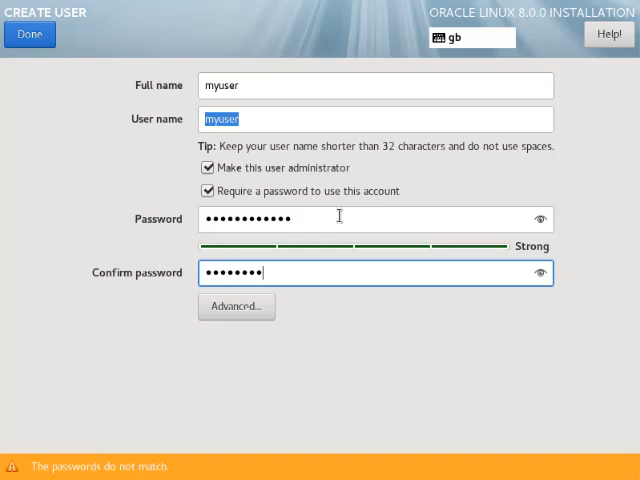 CREATE USER
ORACLE LINUX 8.0.0 INSTALLATION
Done
gb
Help!
Full name
myuser
User name
myuser
Tip: Keep your user name shorter than 32 characters and do not use spaces.
Make this user administrator
Require a password to use this account
Password
••••••••••••
Strong
Confirm password
••••••••
Advanced...
The passwords do not match.